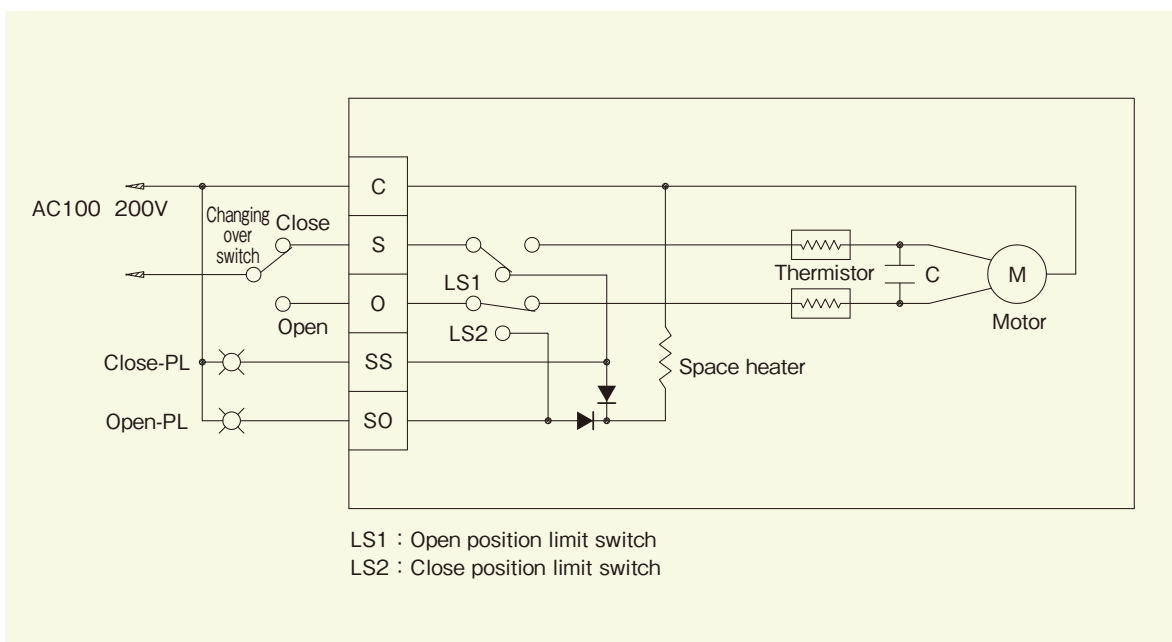 AC100 200V
Changing
over
switch
Close
Open
Close-PL
Open-PL
C
S
O
SS
SO
LS1
LS2
Thermistor
C
M
Motor
Space heater
LS1 : Open position limit switch
LS2 : Close position limit switch